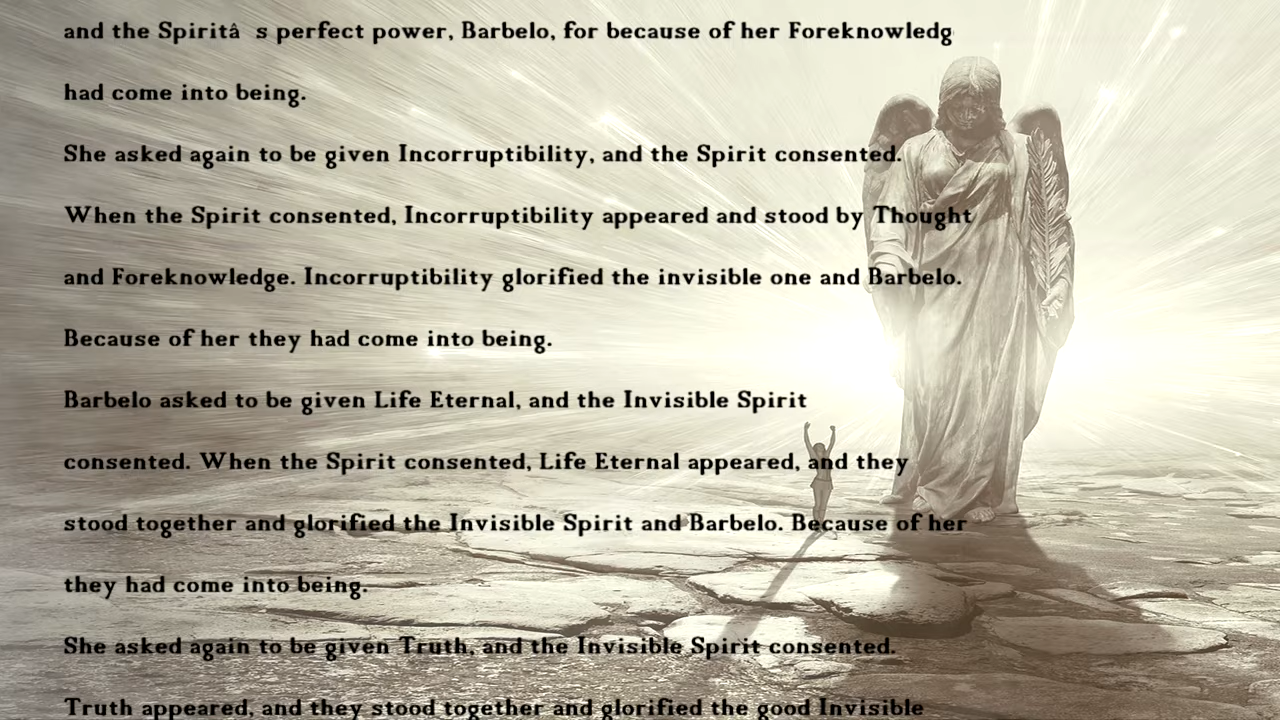 and the Spiritâ s perfect power, Barbelo, for because of her Foreknowledg
had come into being.
She asked again to be given Incorruptibility, and the Spirit consented.
When the Spirit consented, Incorruptibility appeared and stood by Thought
and Foreknowledge. Incorruptibility glorified the invisible one and Barbelo.
Because of her they had come into being.
Barbelo asked to be given Life Eternal, and the Invisible Spirit
consented. When the Spirit consented, Life Eternal appeared, and they
stood together and glorified the Invisible Spirit and Barbelo. Because of her
they had come into being.
She asked again to be given Truth, and the Invisible Spirit consented.
Truth appeared, and they stood together and glorified the good Invisible